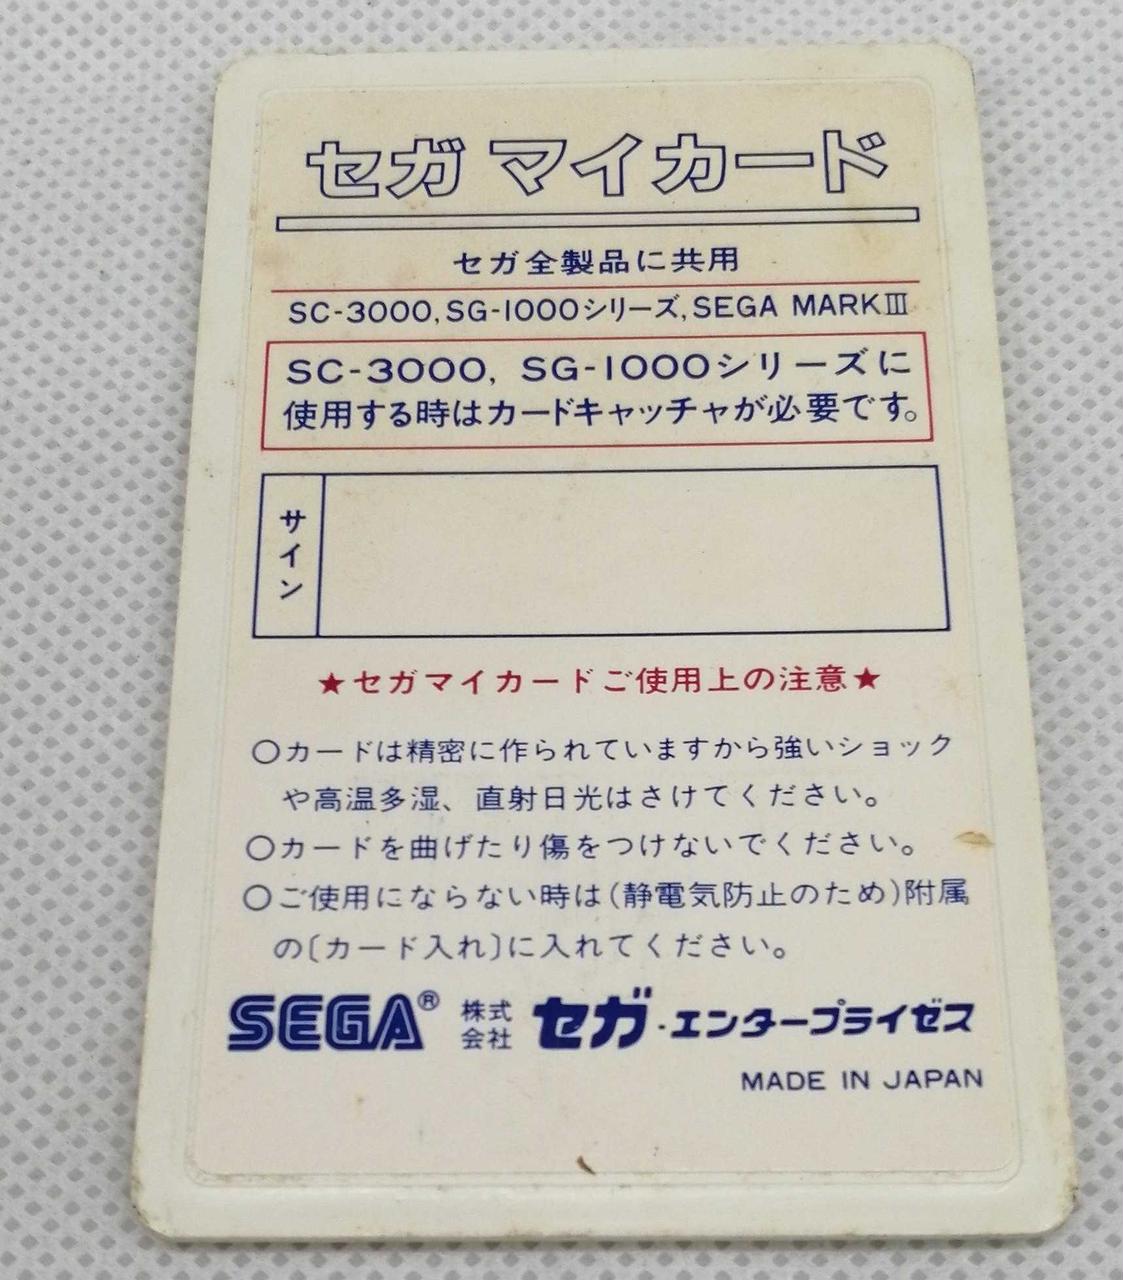 セガ マイカード
セガ全製品に共用
SC-3000, SG-1000シリーズ, SEGA MARKⅢ
SC-3000, SG-1000シリーズに
使用する時はカードキャッチャが必要です。
サイン
★セガマイカードご使用上の注意★
○カードは精密に作られていますから強いショック
や高温多湿、直射日光はさけてください。
○カードを曲げたり傷をつけないでください。
○ご使用にならない時は(静電気防止のため)附属
の〔カード入れ〕に入れてください。
SEGA® 株式会社 セガ・エンタープライゼス
MADE IN JAPAN